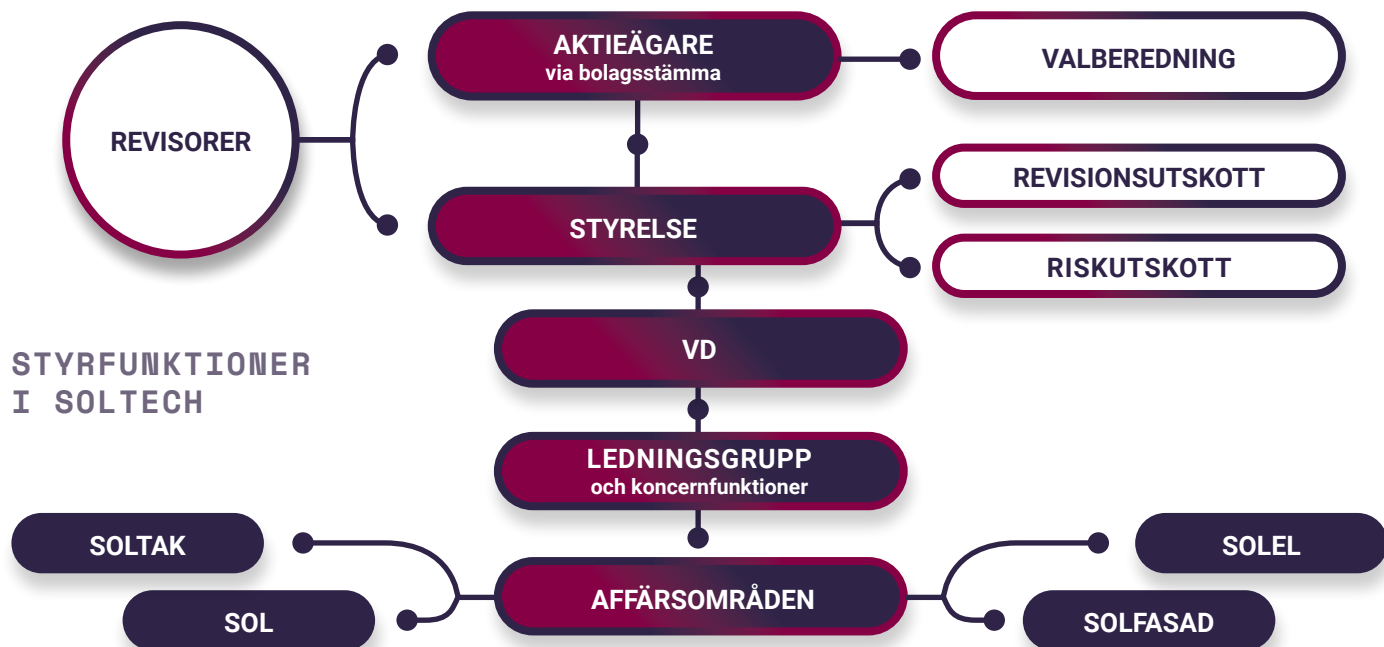 AKTIEÄGARE
via bolagsstämma
VALBEREDNING
REVISORER
REVISIONSUTSKOTT
STYRELSE
RISKUTSKOTT
VD
STYRFUNKTIONER
I SOLTECH
LEDNINGSGRUPP
och koncernfunktioner
SOLTAK
SOLEL
AFFÄRSOMRÅDEN
SOL
SOLFASAD